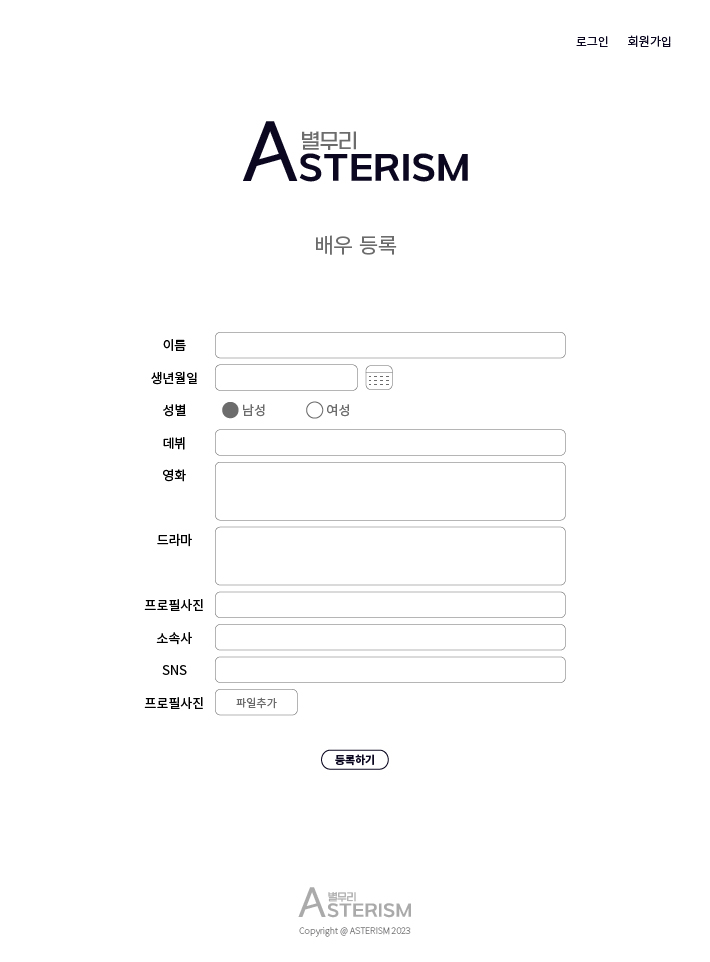 로그인 회원가입
별무리
ASTERISM
배우 등록
이름
생년월일
성별 남성 여성
데뷔
영화
드라마
프로필사진
소속사
SNS
프로필사진 파일추가
등록하기
별무리
ASTERISM
Copyright @ ASTERISM 2023